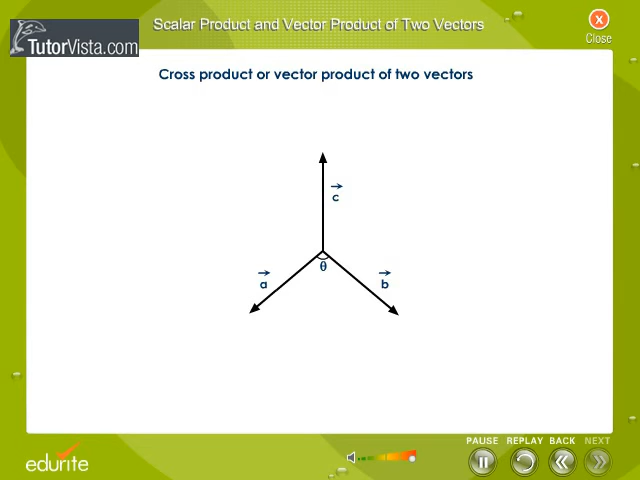 Scalar Product and Vector Product of Two Vectors
X
Close
TutorVista.com
Cross product or vector product of two vectors
c
θ
a
b
PAUSE REPLAY BACK NEXT
edurite